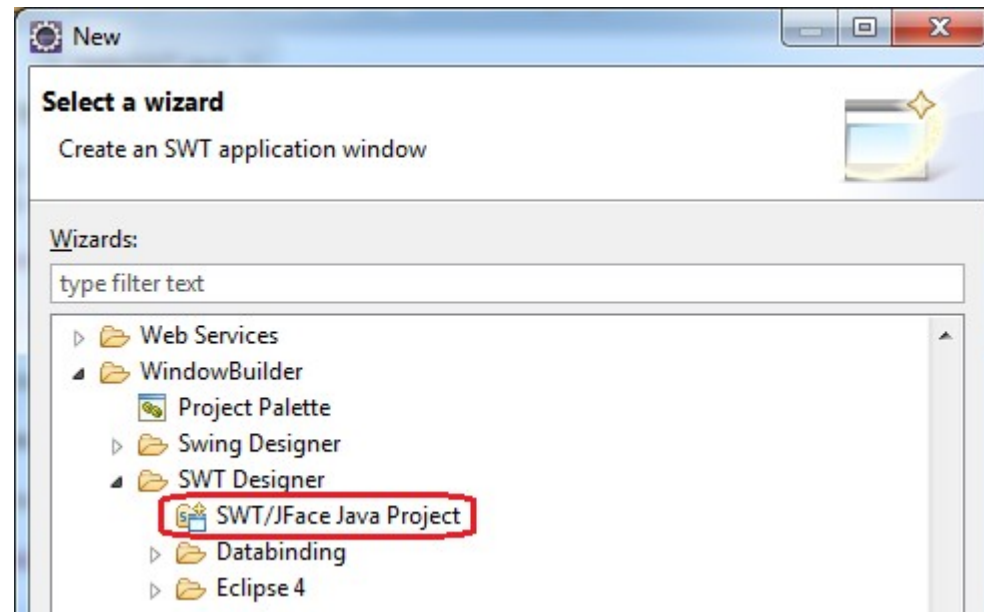 New
Select a wizard
Create an SWT application window
Wizards:
type filter text
Web Services
WindowBuilder
Project Palette
Swing Designer
SWT Designer
SWT/JFace Java Project
Databinding
Eclipse 4